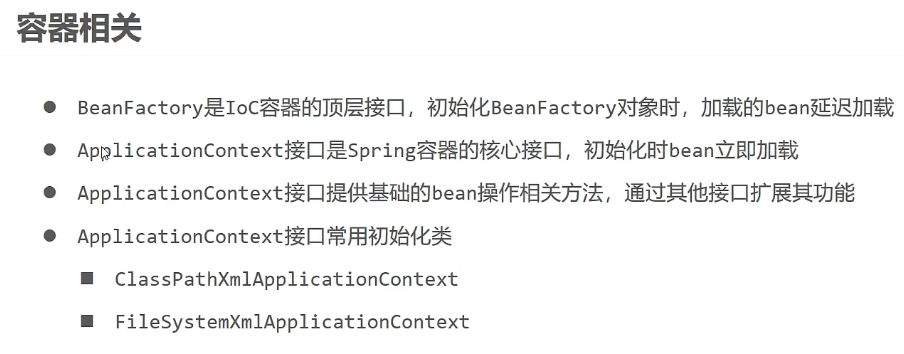 容器相关
BeanFactory是IoC容器的顶层接口，初始化BeanFactory对象时，加载的bean延迟加载
ApplicationContext接口是Spring容器的核心接口，初始化时bean立即加载
ApplicationContext接口提供基础的bean操作相关方法，通过其他接口扩展其功能
ApplicationContext接口常用初始化类
ClassPathXmlApplicationContext
FileSystemXmlApplicationContext